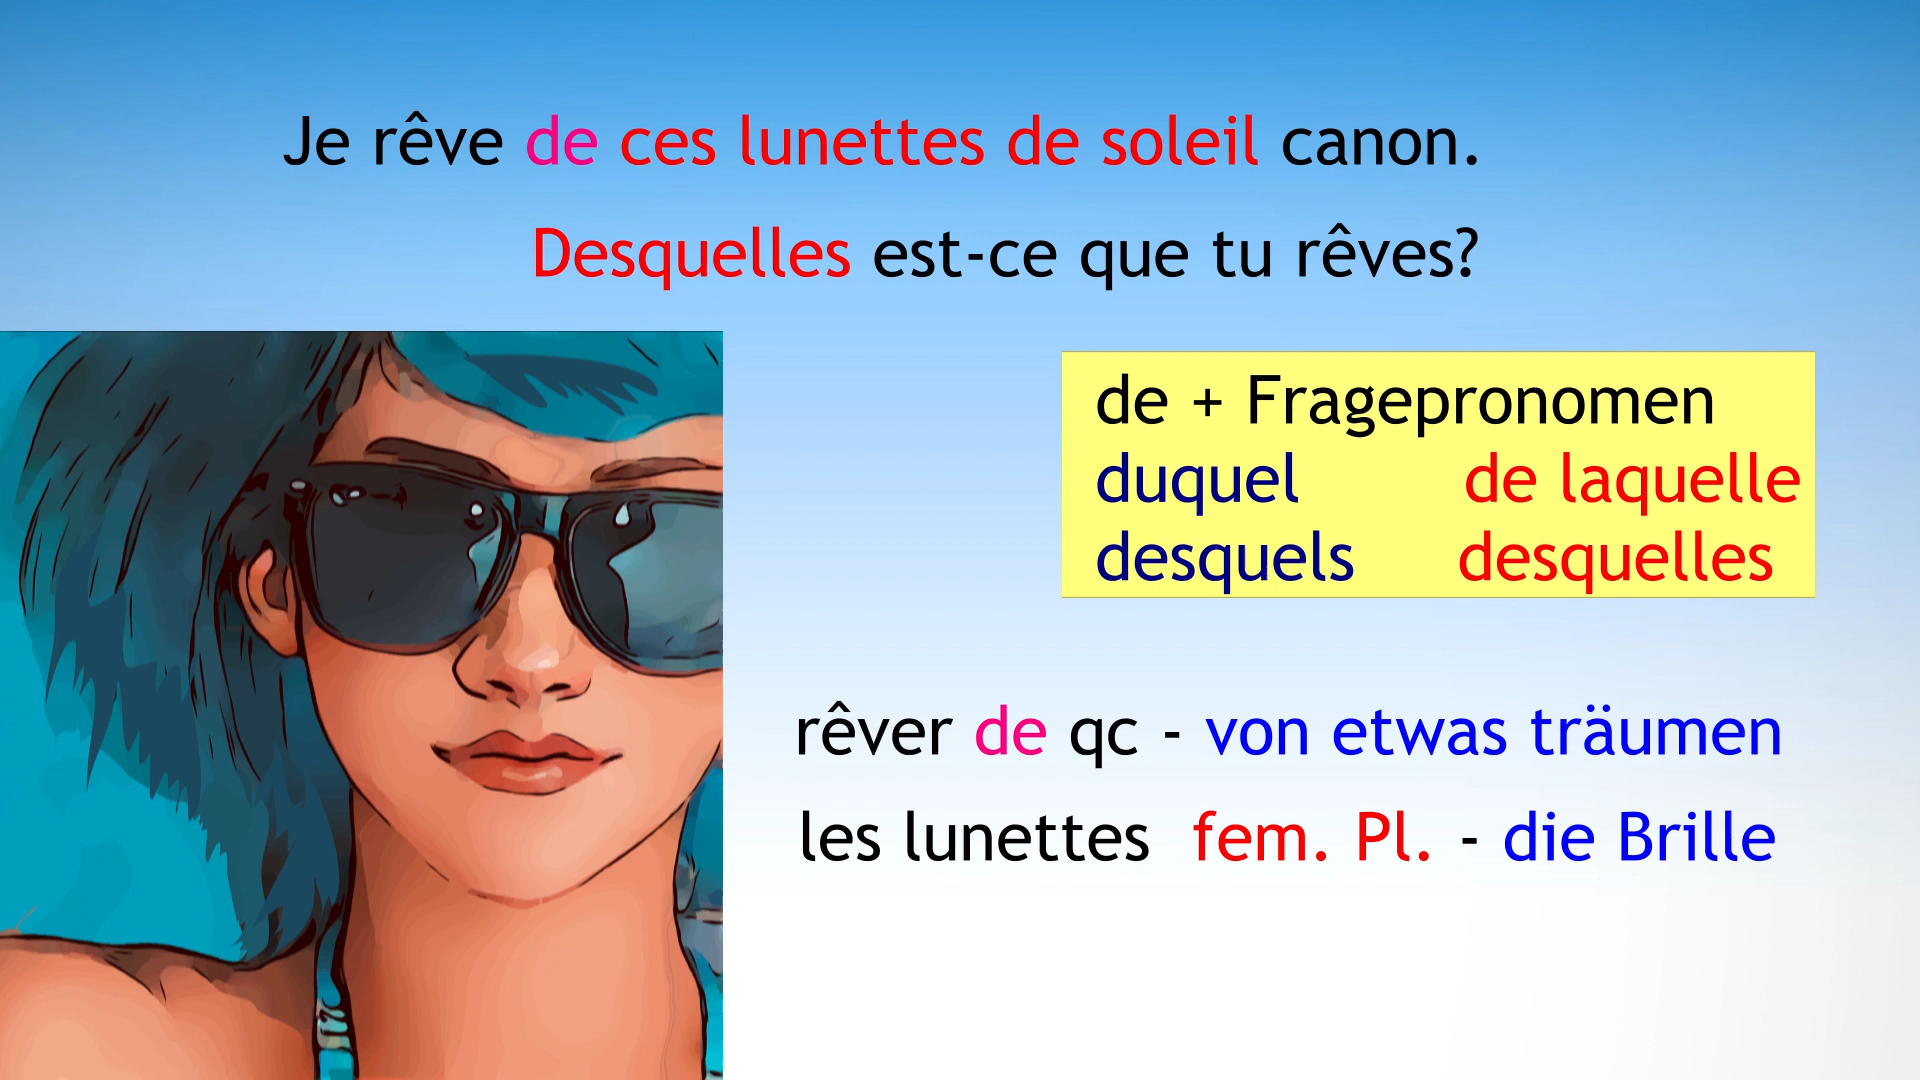 Je rêve de ces lunettes de soleil canon.
Desquelles est-ce que tu rêves?
de + Fragepronomen
duquel de laquelle
desquels desquelles
rêver de qc - von etwas träumen
les lunettes fem. Pl. - die Brille